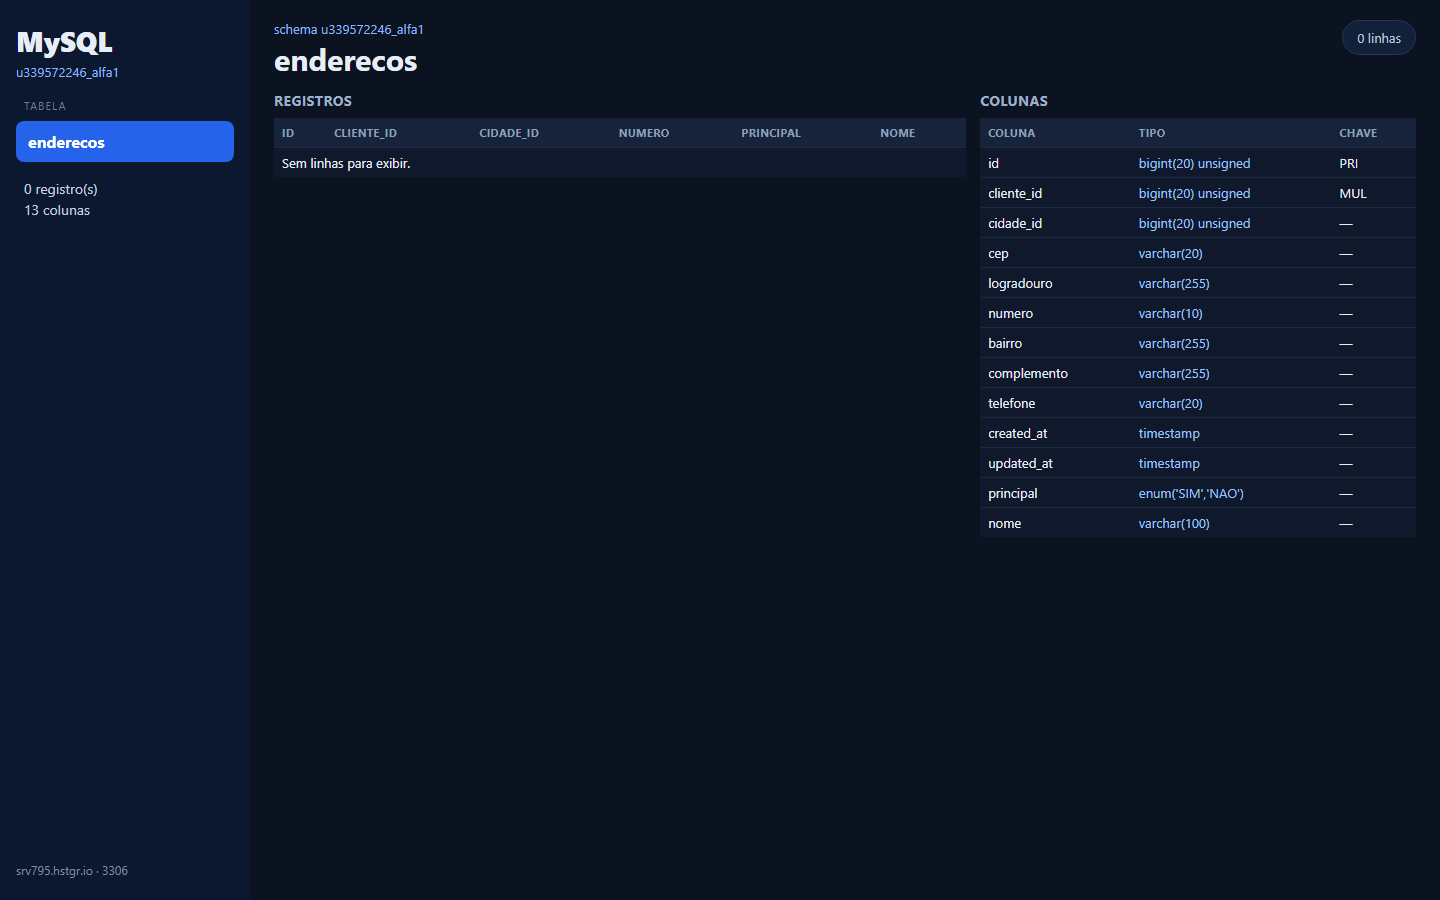 MySQL
u339572246_alfa1
TABELA
enderecos
0 registro(s)
13 colunas
srv795.hstgr.io · 3306
schema u339572246_alfa1
enderecos
0 linhas
REGISTROS
ID CLIENTE_ID CIDADE_ID NUMERO PRINCIPAL NOME
Sem linhas para exibir.
COLUNAS
COLUNA TIPO CHAVE
id bigint(20) unsigned PRI
cliente_id bigint(20) unsigned MUL
cidade_id bigint(20) unsigned —
cep varchar(20) —
logradouro varchar(255) —
numero varchar(10) —
bairro varchar(255) —
complemento varchar(255) —
telefone varchar(20) —
created_at timestamp —
updated_at timestamp —
principal enum('SIM','NAO') —
nome varchar(100) —